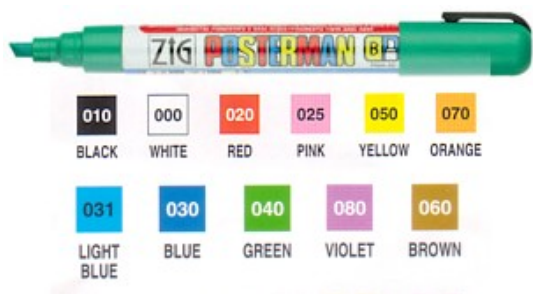 ZIG POSTERMAN
010 000 020 025 050 070
BLACK WHITE RED PINK YELLOW ORANGE
031 030 040 080 060
LIGHT BLUE BLUE GREEN VIOLET BROWN